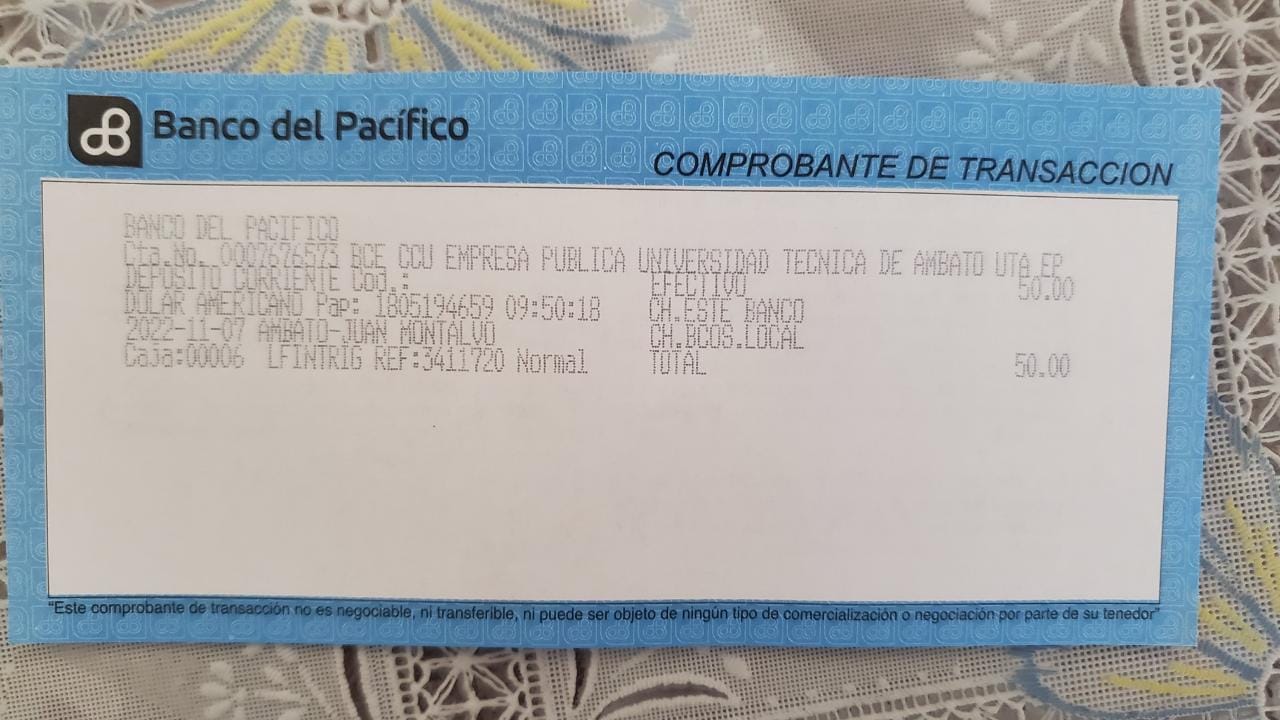 Banco del Pacífico
COMPROBANTE DE TRANSACCION
BANCO DEL PACIFICO
Cta.No. 0007676573 BCE CCU EMPRESA PUBLICA UNIVERSIDAD TECNICA DE AMBATO UTA EP
DEPOSITO CORRIENTE Cod.: EFECTIVO 50.00
DOLAR AMERICANO Pap: 1805194659 09:50:18 CH.ESTE BANCO
2022-11-07 AMBATO-JUAN MONTALVO CH.BCOS.LOCAL
Caja:00006 LFINTRIG REF:3411720 Normal TOTAL 50.00
"Este comprobante de transacción no es negociable, ni transferible, ni puede ser objeto de ningún tipo de comercialización o negociación por parte de su tenedor"